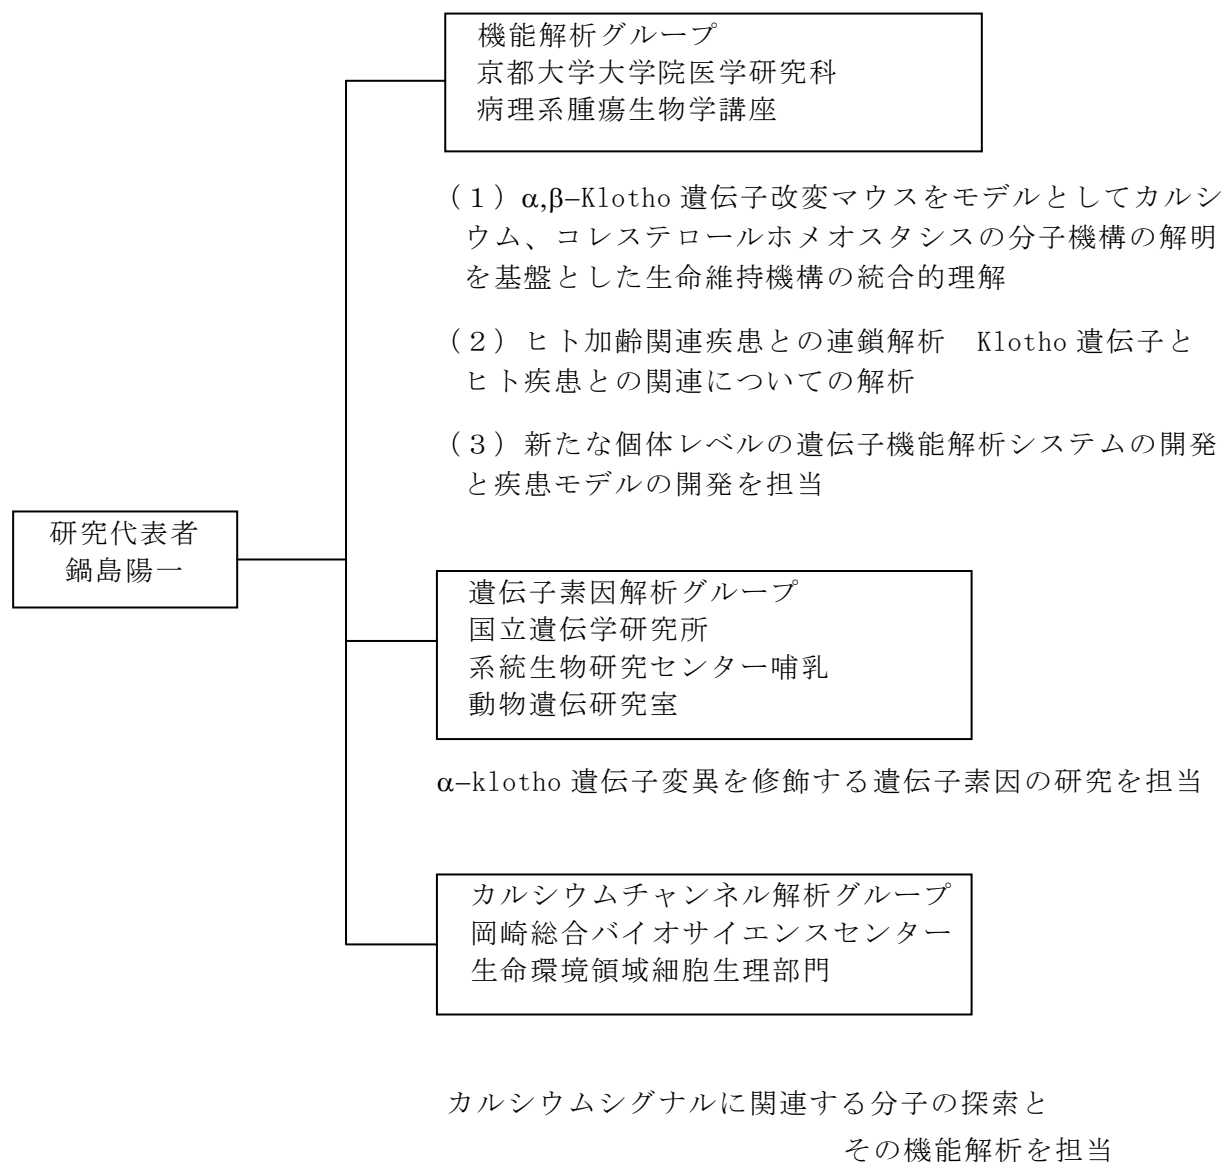 機能解析グループ
京都大学大学院医学研究科
病理系腫瘍生物学講座
（１）α,β–Klotho 遺伝子改変マウスをモデルとしてカルシ
ウム、コレステロールホメオスタシスの分子機構の解明
を基盤とした生命維持機構の統合的理解
（２）ヒト加齢関連疾患との連鎖解析　Klotho 遺伝子と
ヒト疾患との関連についての解析
（３）新たな個体レベルの遺伝子機能解析システムの開発
と疾患モデルの開発を担当
研究代表者
鍋島陽一
遺伝子素因解析グループ
国立遺伝学研究所
系統生物研究センター哺乳
動物遺伝研究室
α–klotho 遺伝子変異を修飾する遺伝子素因の研究を担当
カルシウムチャンネル解析グループ
岡崎総合バイオサイエンスセンター
生命環境領域細胞生理部門
カルシウムシグナルに関連する分子の探索と
その機能解析を担当